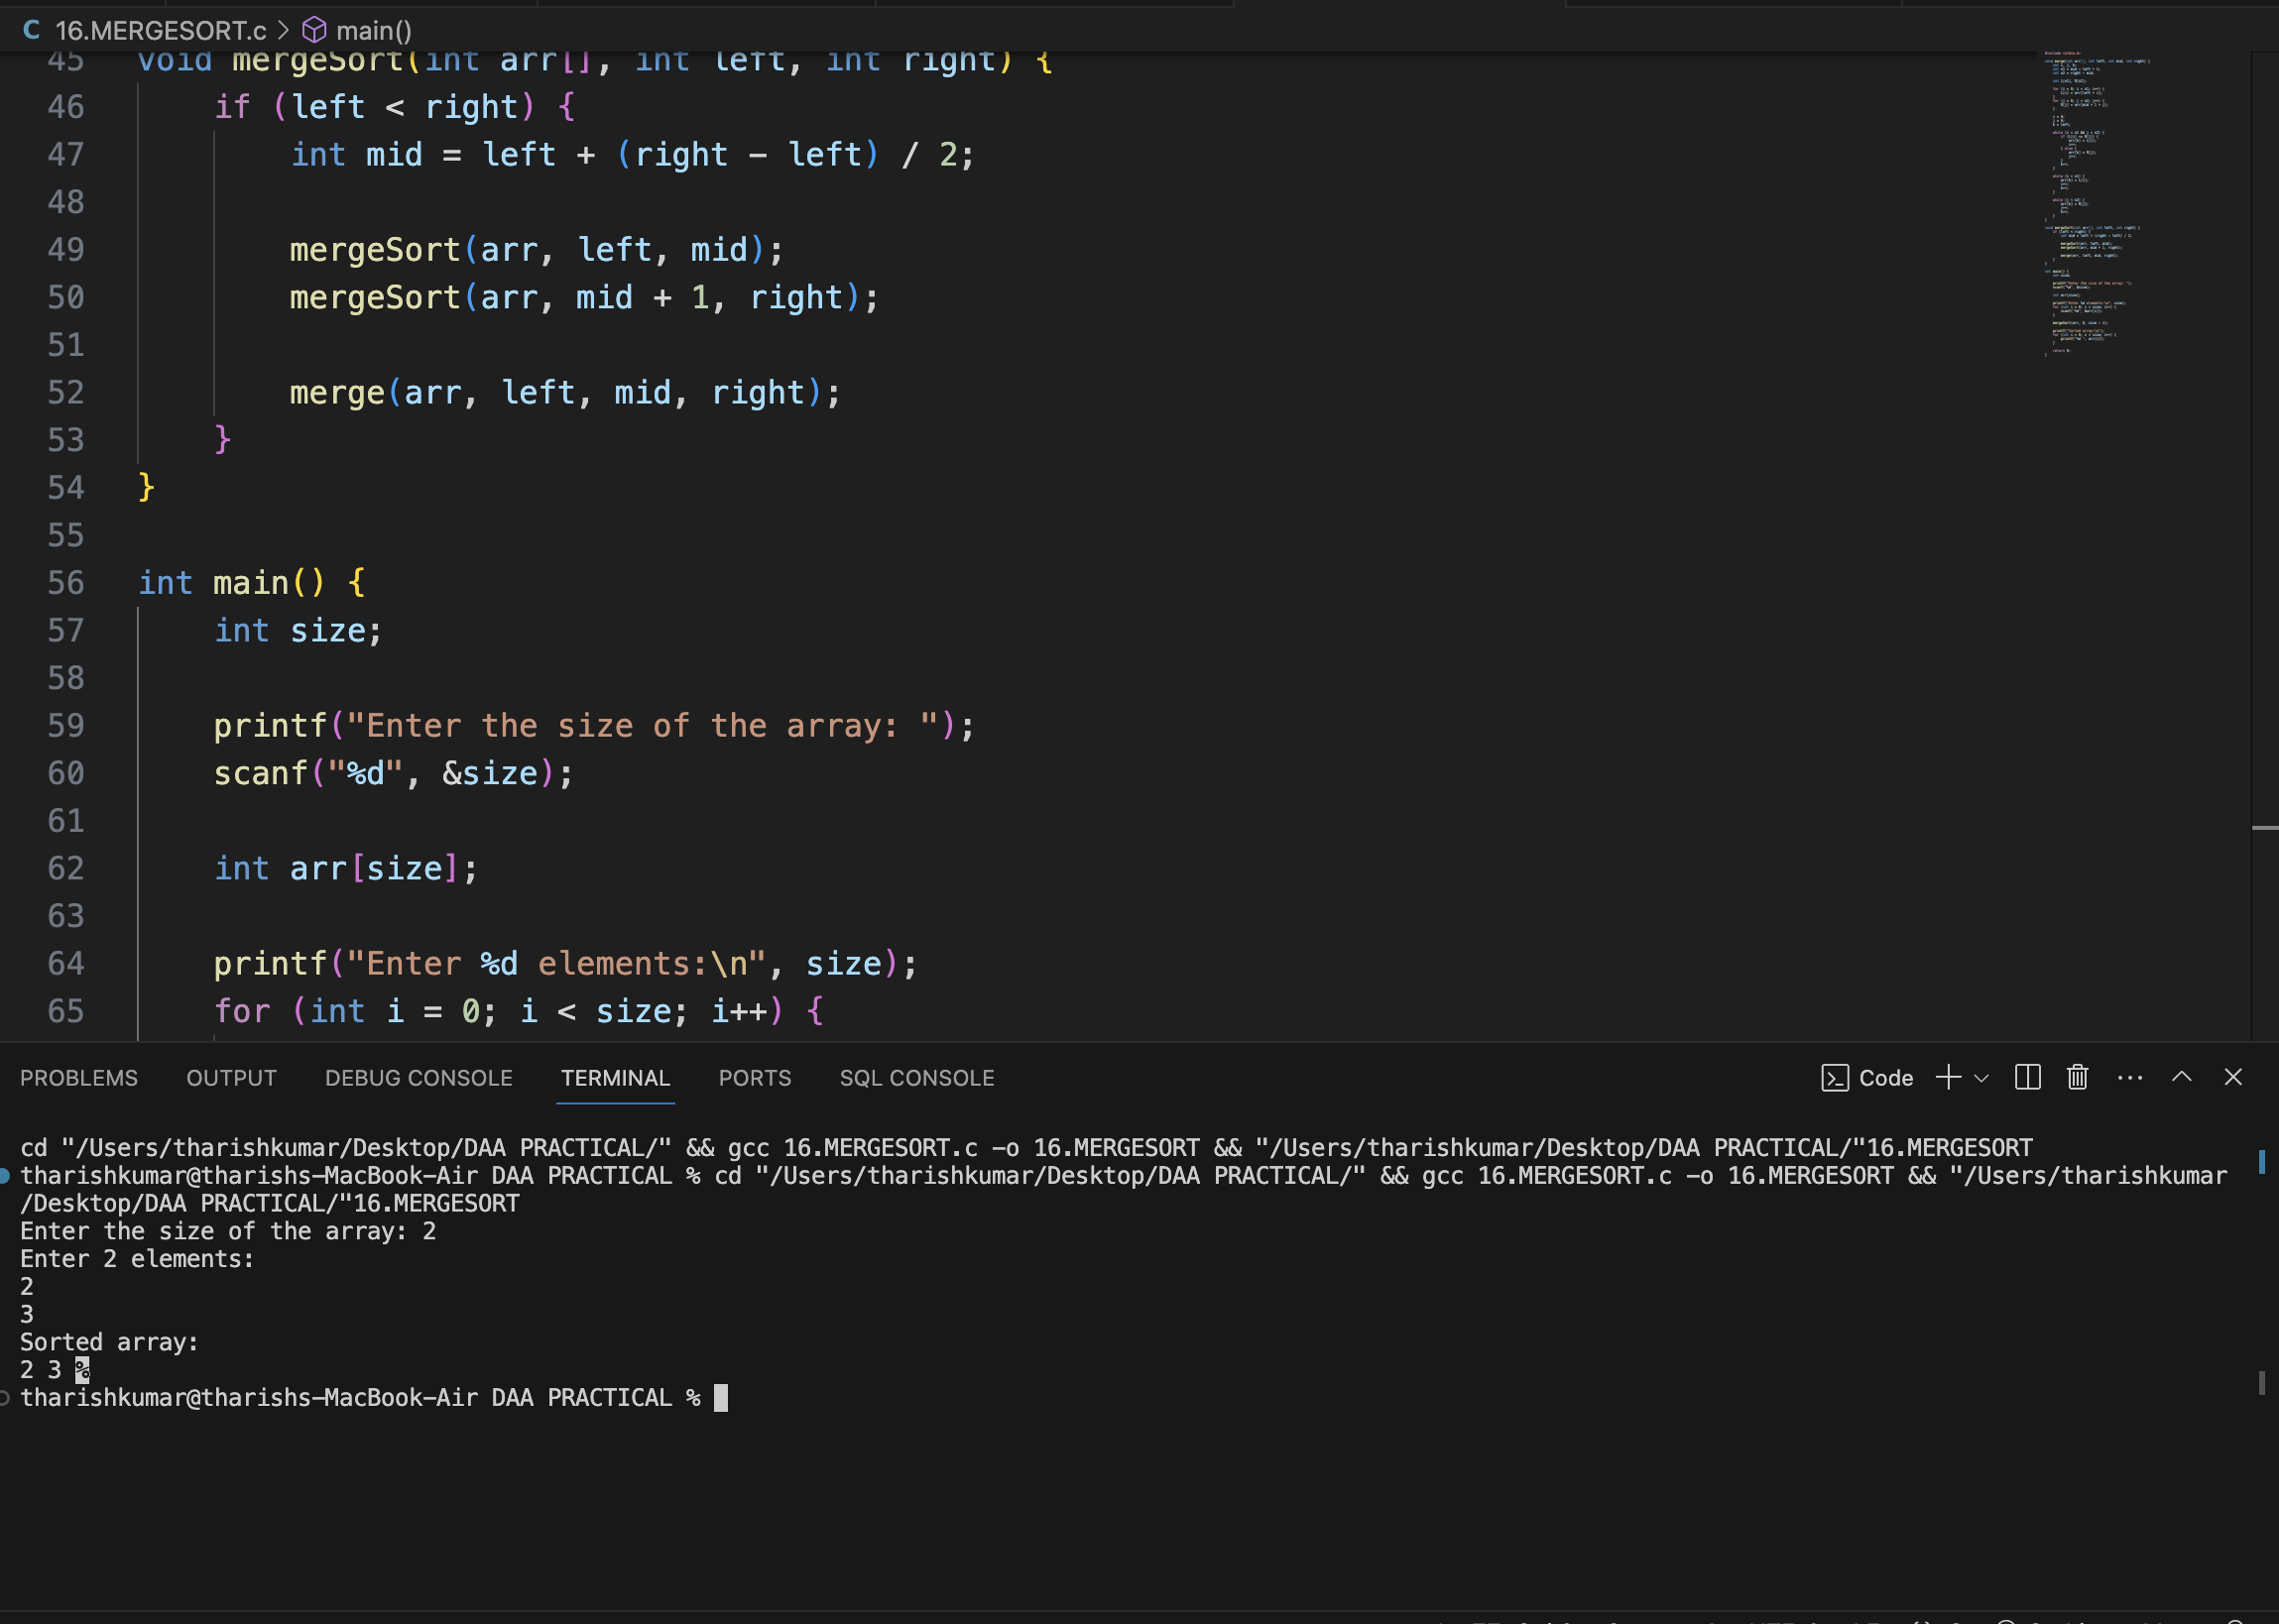 C 16.MERGESORT.c > main()
45 void mergeSort(int arr[], int left, int right) {
46 if (left < right) {
47 int mid = left + (right - left) / 2;
48
49 mergeSort(arr, left, mid);
50 mergeSort(arr, mid + 1, right);
51
52 merge(arr, left, mid, right);
53 }
54 }
55
56 int main() {
57 int size;
58
59 printf("Enter the size of the array: ");
60 scanf("%d", &size);
61
62 int arr[size];
63
64 printf("Enter %d elements:\n", size);
65 for (int i = 0; i < size; i++) {
PROBLEMS OUTPUT DEBUG CONSOLE TERMINAL PORTS SQL CONSOLE Code
cd "/Users/tharishkumar/Desktop/DAA PRACTICAL/" && gcc 16.MERGESORT.c -o 16.MERGESORT && "/Users/tharishkumar/Desktop/DAA PRACTICAL/"16.MERGESORT
tharishkumar@tharishs-MacBook-Air DAA PRACTICAL % cd "/Users/tharishkumar/Desktop/DAA PRACTICAL/" && gcc 16.MERGESORT.c -o 16.MERGESORT && "/Users/tharishkumar
/Desktop/DAA PRACTICAL/"16.MERGESORT
Enter the size of the array: 2
Enter 2 elements:
2
3
Sorted array:
2 3 %
tharishkumar@tharishs-MacBook-Air DAA PRACTICAL %